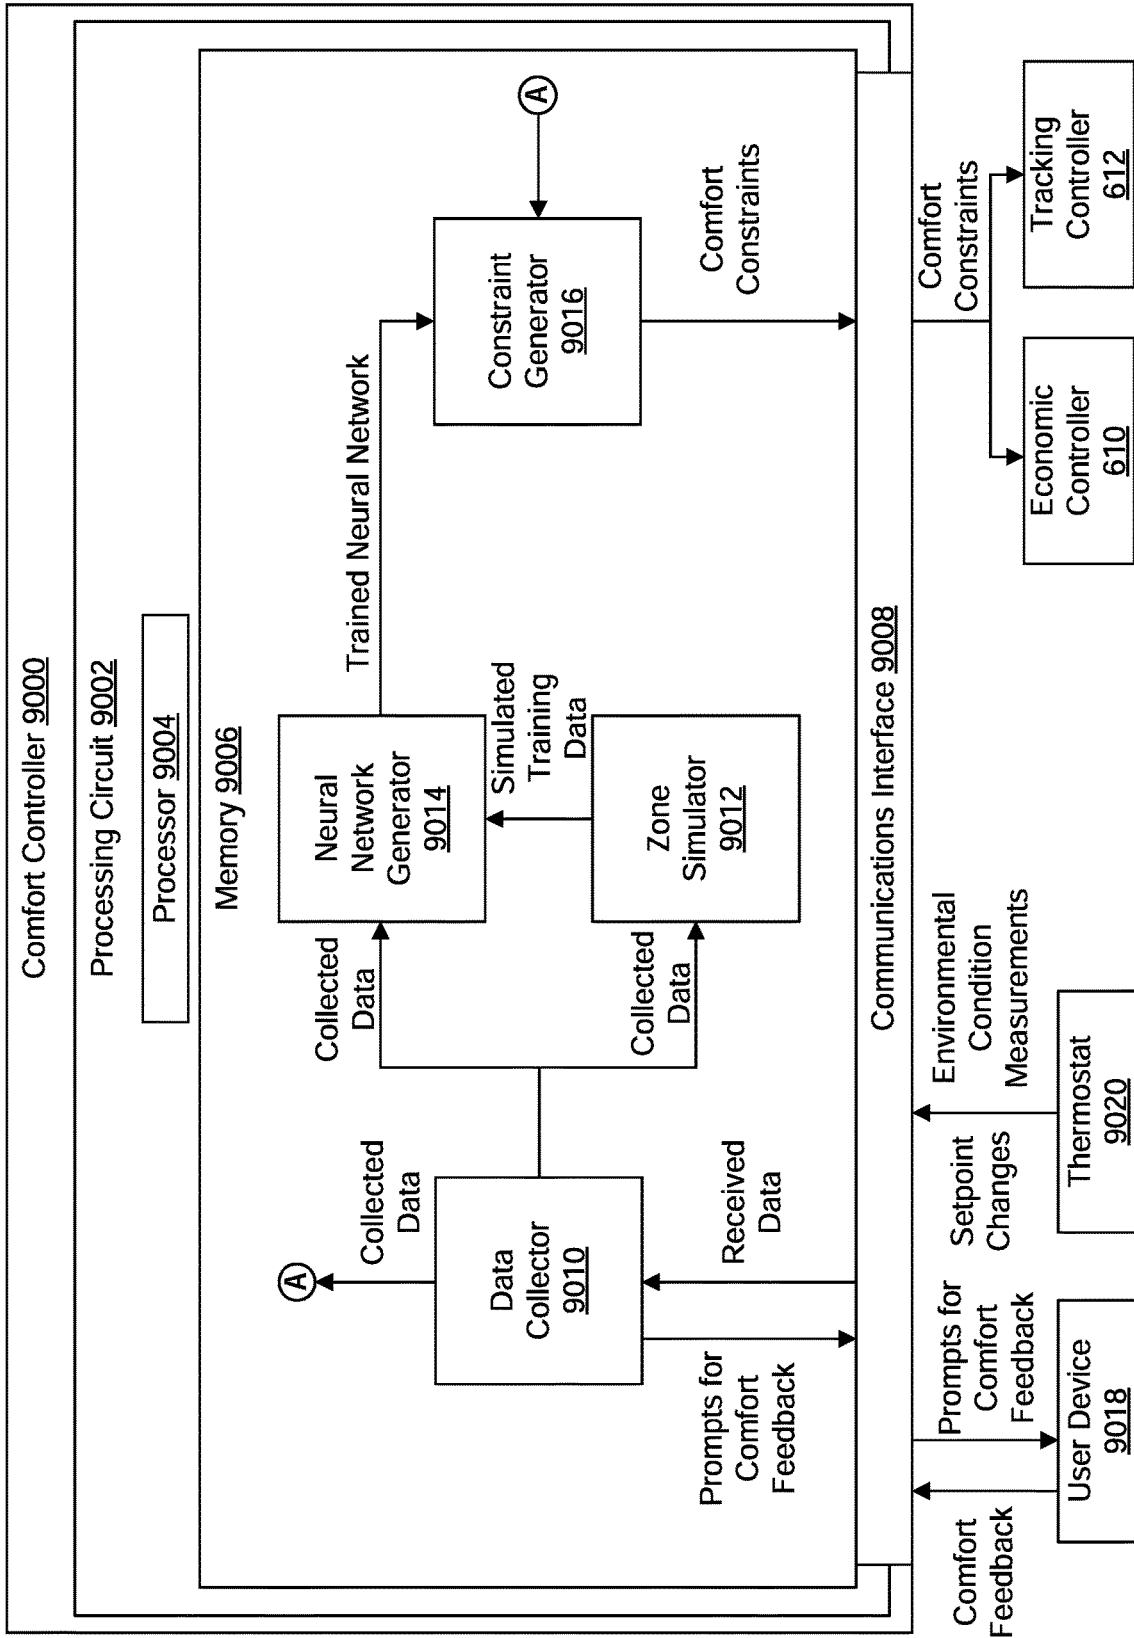 Comfort Controller 9000
Processing Circuit 9002
Processor 9004
Memory 9006
A
Collected
Data
Data
Collector
9010
Prompts for
Comfort
Feedback
Received
Data
Collected
Data
Neural
Network
Generator
9014
Simulated
Training
Data
Collected
Data
Zone
Simulator
9012
Trained Neural Network
A
Constraint
Generator
9016
Comfort
Constraints
Communications Interface 9008
Comfort
Feedback
Prompts for
Comfort
Feedback
User Device
9018
Setpoint
Changes
Environmental
Condition
Measurements
Thermostat
9020
Comfort
Constraints
Economic
Controller
610
Tracking
Controller
612